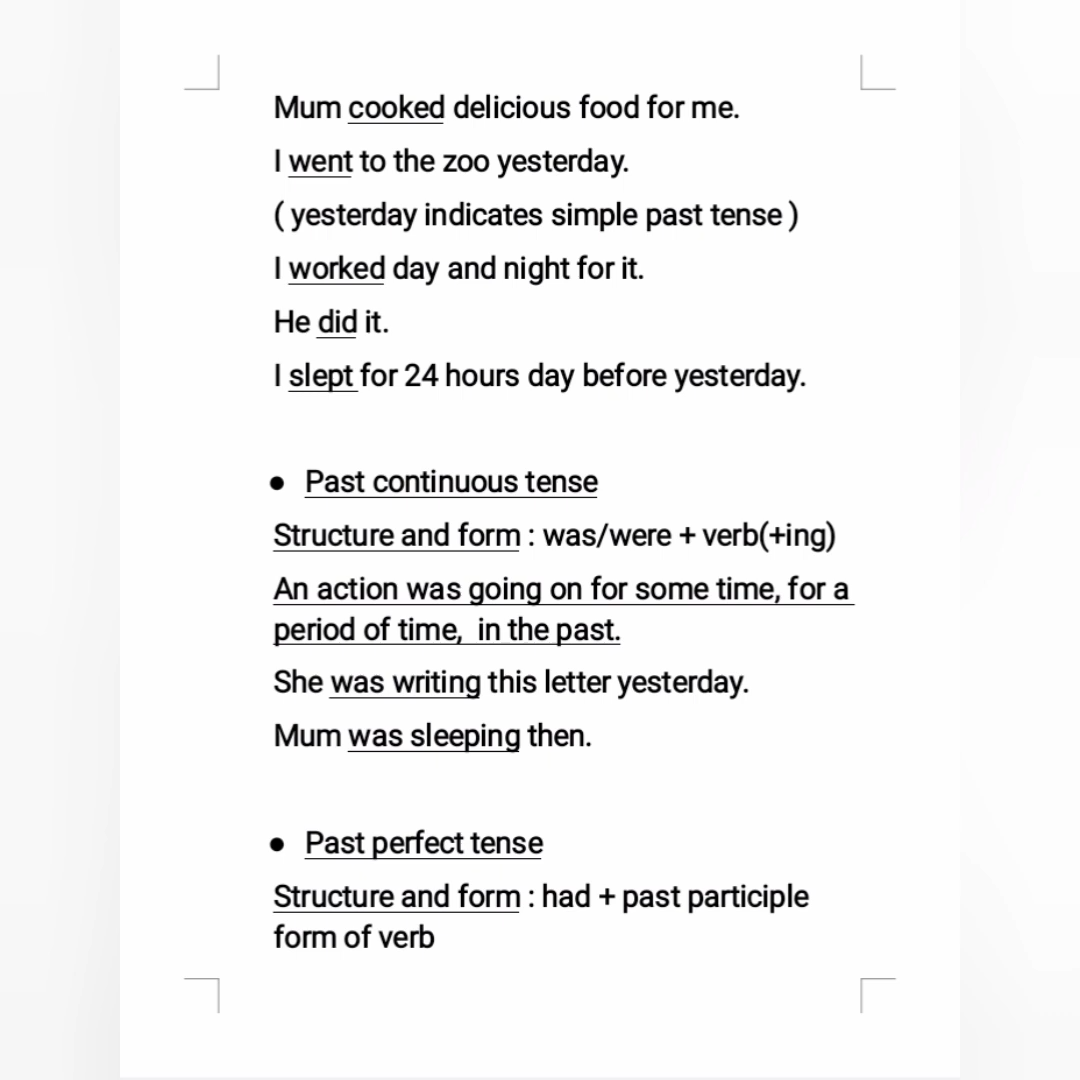 Mum cooked delicious food for me.
I went to the zoo yesterday.
( yesterday indicates simple past tense )
I worked day and night for it.
He did it.
I slept for 24 hours day before yesterday.
● Past continuous tense
Structure and form : was/were + verb(+ing)
An action was going on for some time, for a
period of time,  in the past.
She was writing this letter yesterday.
Mum was sleeping then.
● Past perfect tense
Structure and form : had + past participle
form of verb